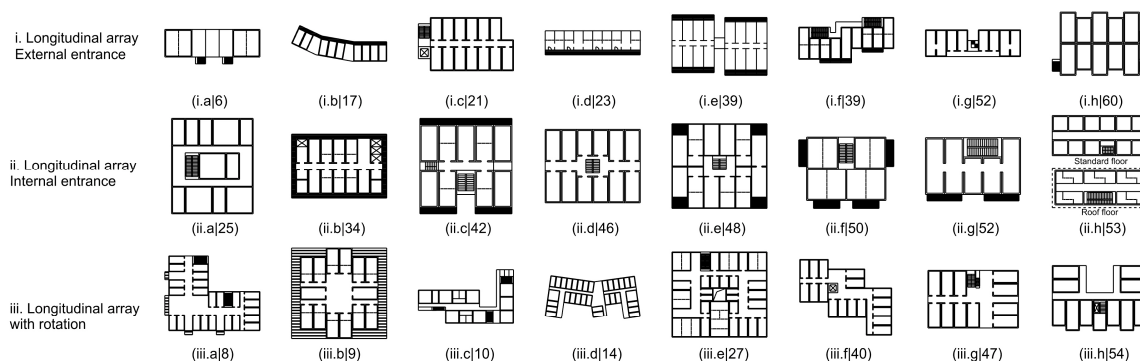 i. Longitudinal array
External entrance
(i.a|6) (i.b|17) (i.c|21) (i.d|23) (i.e|39) (i.f|39) (i.g|52) (i.h|60)
ii. Longitudinal array
Internal entrance
Standard floor
Roof floor
(ii.a|25) (ii.b|34) (ii.c|42) (ii.d|46) (ii.e|48) (ii.f|50) (ii.g|52) (ii.h|53)
iii. Longitudinal array
with rotation
(iii.a|8) (iii.b|9) (iii.c|10) (iii.d|14) (iii.e|27) (iii.f|40) (iii.g|47) (iii.h|54)